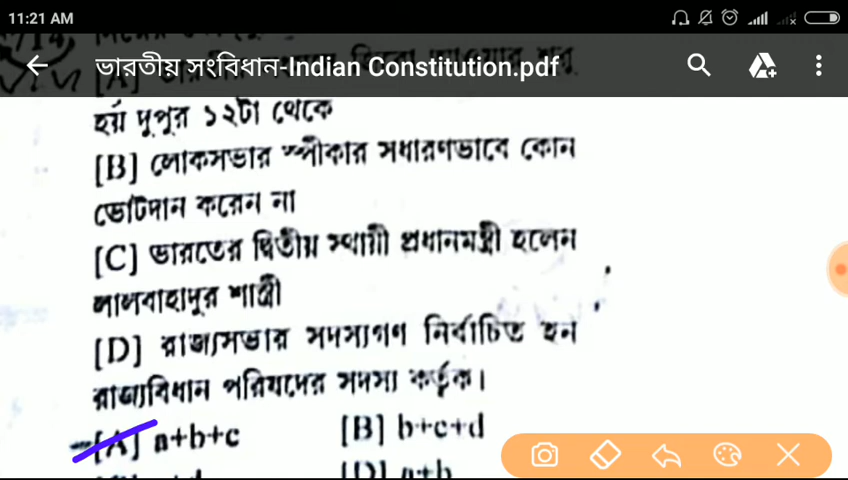 11:21 AM
ভারতীয় সংবিধান-Indian Constitution.pdf
[A]
হয় দুপুর ১২টা থেকে
[B] লোকসভার স্পীকার সধারণভাবে কোন
ভোটদান করেন না
[C] ভারতের দ্বিতীয় স্থায়ী প্রধানমন্ত্রী হলেন
লালবাহাদুর শাস্ত্রী
[D] রাজ্যসভার সদস্যগণ নির্বাচিত হন
রাজ্যবিধান পরিষদের সদস্য কর্তৃক।
[A] a+b+c [B] b+c+d
[D] a+b